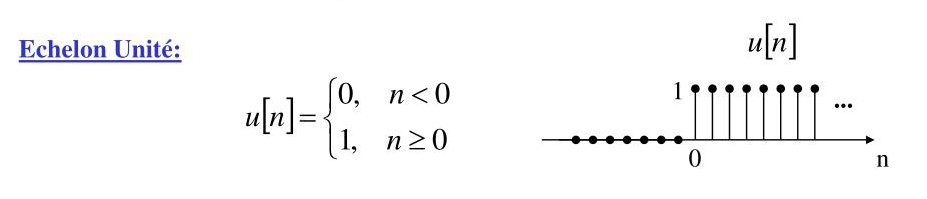 Echelon Unité:
u[n]
u[n] = {0, n < 0
1, n ≥ 0
1
...
0
n